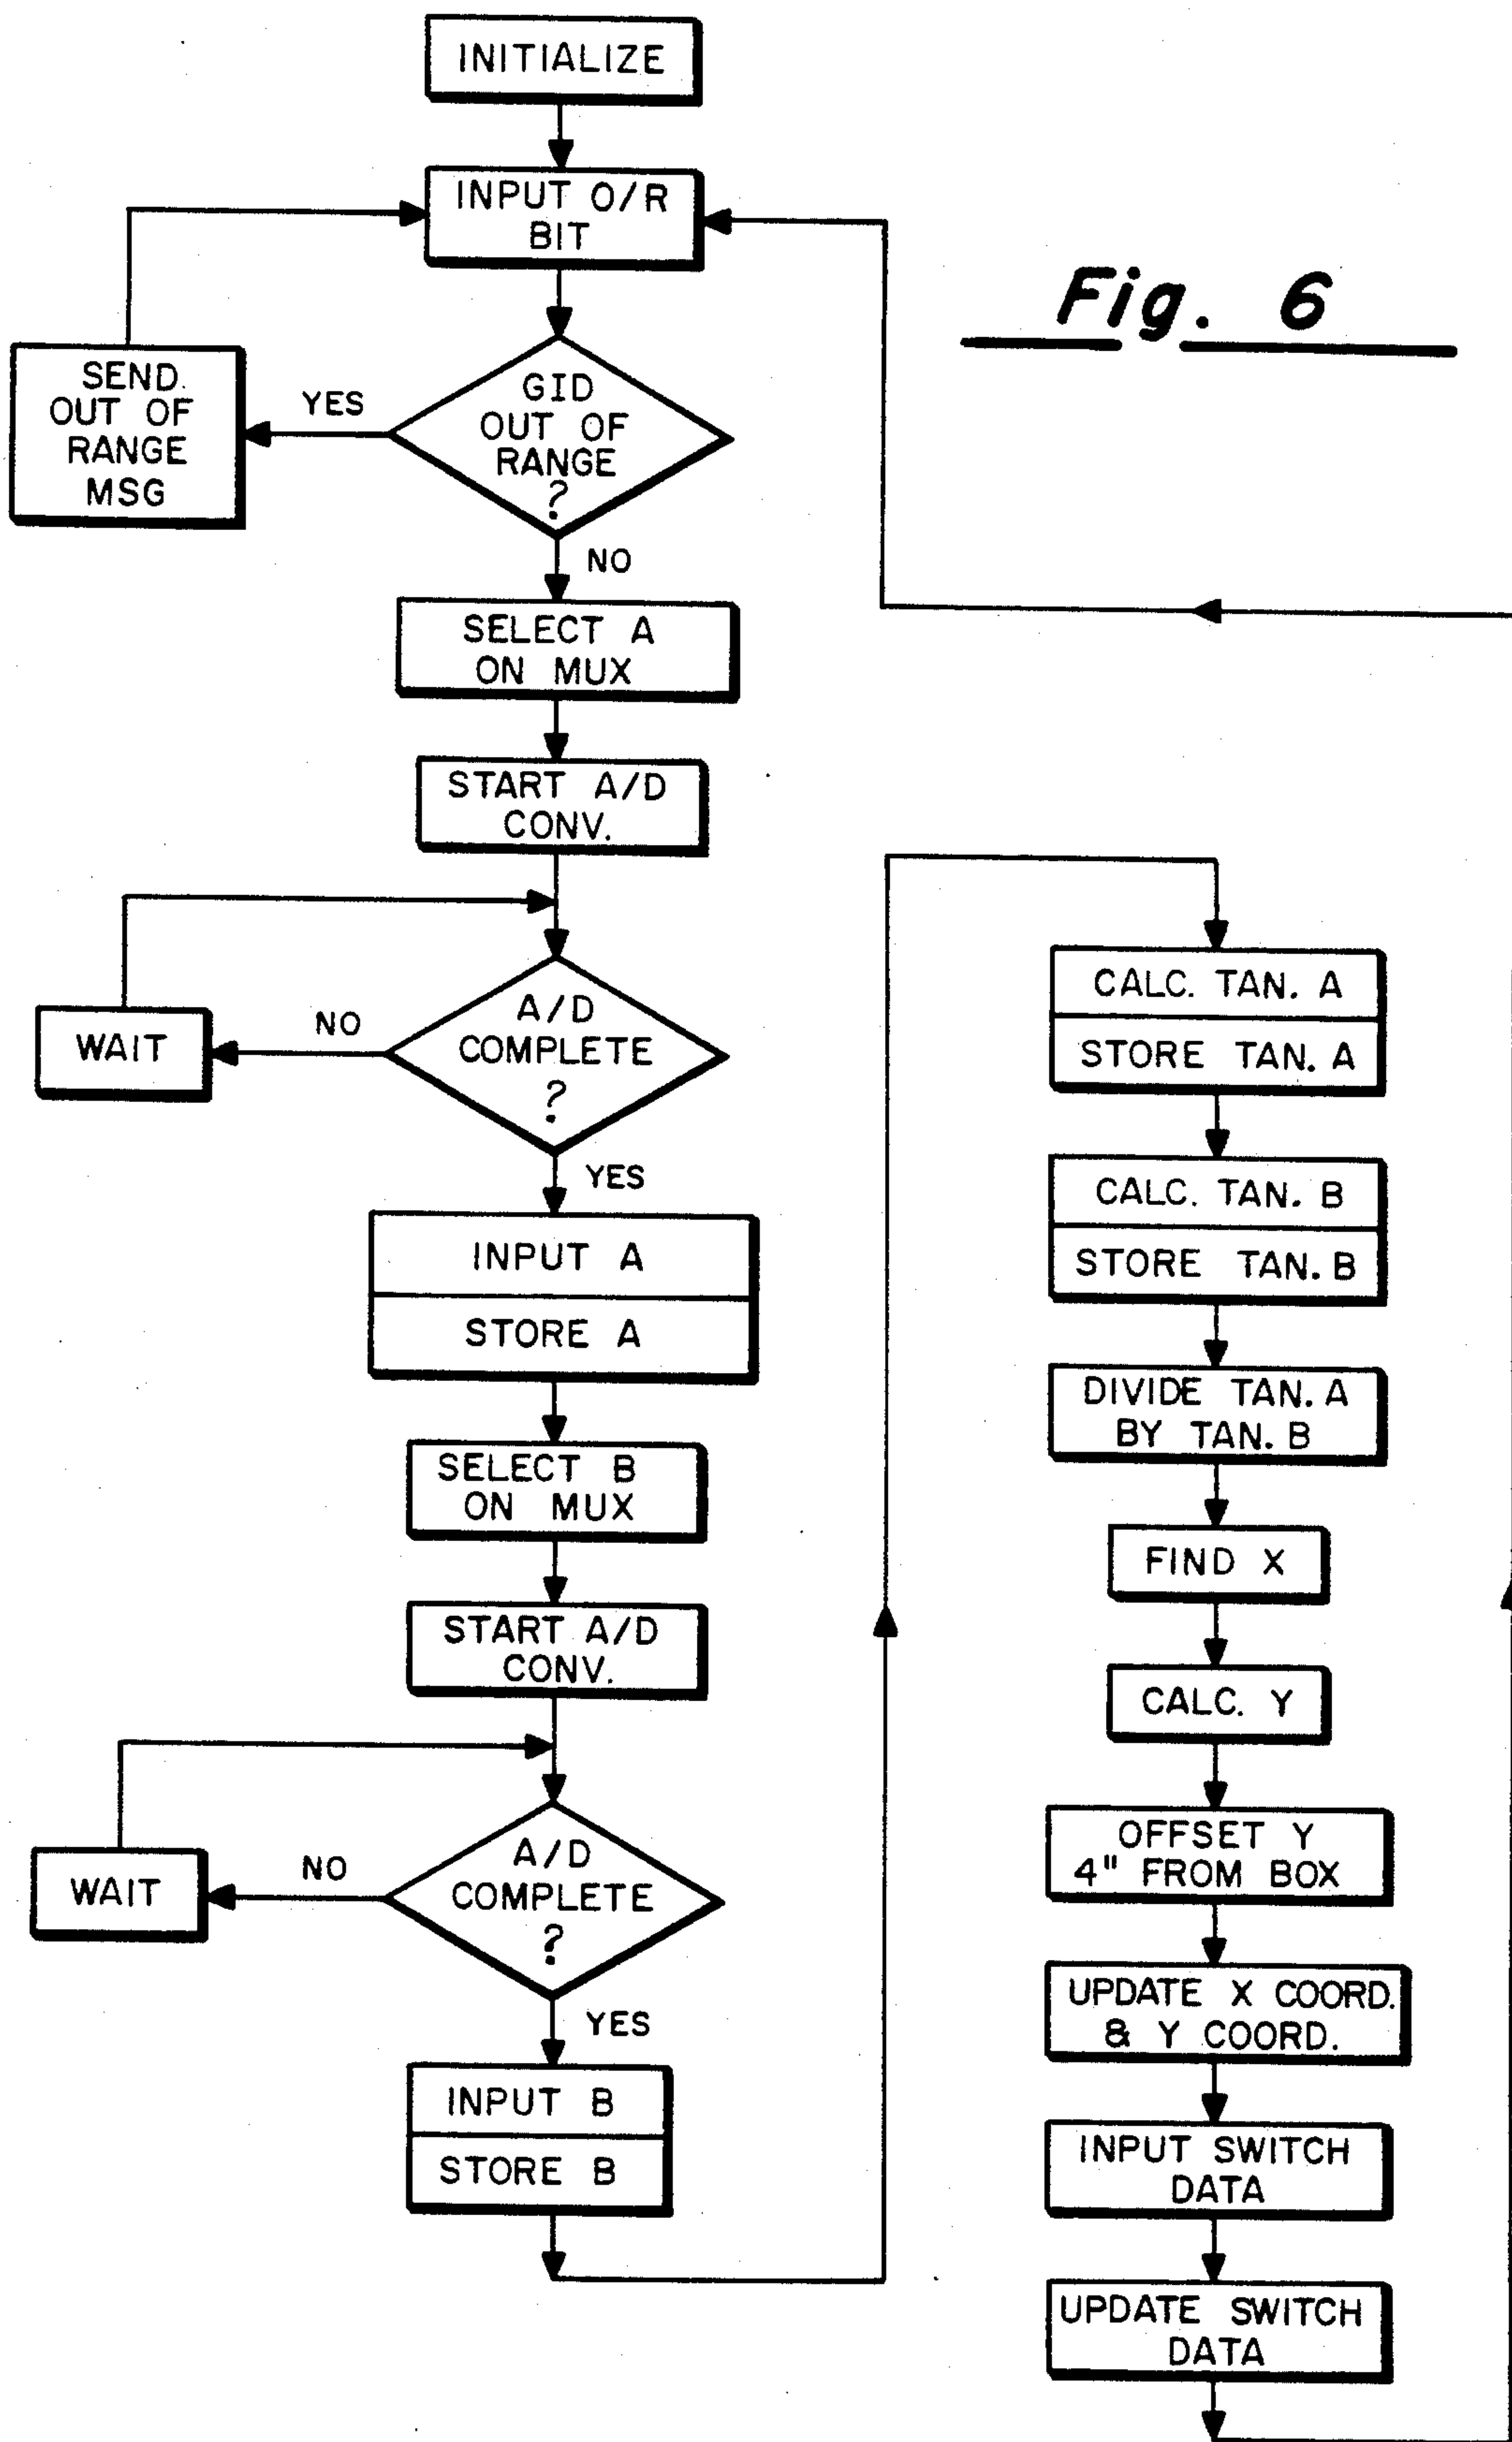 INITIALIZE
INPUT O/R
BIT
Fig. 6
SEND.
OUT OF
RANGE
MSG
YES
GID
OUT OF
RANGE
?
NO
SELECT A
ON MUX
START A/D
CONV.
WAIT
NO
A/D
COMPLETE
?
YES
INPUT A
STORE A
SELECT B
ON MUX
START A/D
CONV.
WAIT
NO
A/D
COMPLETE
?
YES
INPUT B
STORE B
CALC. TAN. A
STORE TAN. A
CALC. TAN. B
STORE TAN. B
DIVIDE TAN. A
BY TAN. B
FIND X
CALC. Y
OFFSET Y
4" FROM BOX
UPDATE X COORD.
& Y COORD.
INPUT SWITCH
DATA
UPDATE SWITCH
DATA